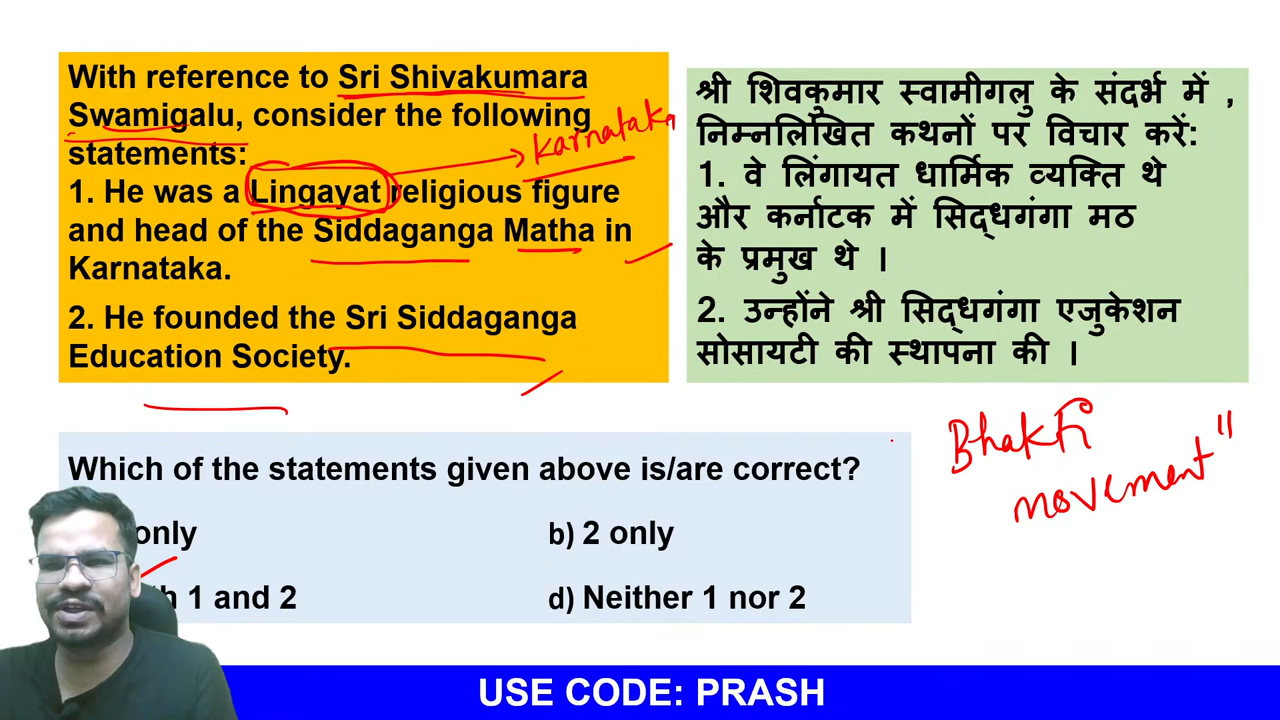 With reference to Sri Shivakumara
Swamigalu, consider the following
statements:
1. He was a Lingayat religious figure
and head of the Siddaganga Matha in
Karnataka.
2. He founded the Sri Siddaganga
Education Society.
Karnataka
श्री शिवकुमार स्वामीगलु के संदर्भ में ,
निम्नलिखित कथनों पर विचार करें:
1. वे लिंगायत धार्मिक व्यक्ति थे
और कर्नाटक में सिद्धगंगा मठ
के प्रमुख थे ।
2. उन्होंने श्री सिद्धगंगा एजुकेशन
सोसायटी की स्थापना की ।
Bhakti
movement"
Which of the statements given above is/are correct?
only
b) 2 only
h 1 and 2
d) Neither 1 nor 2
USE CODE: PRASH